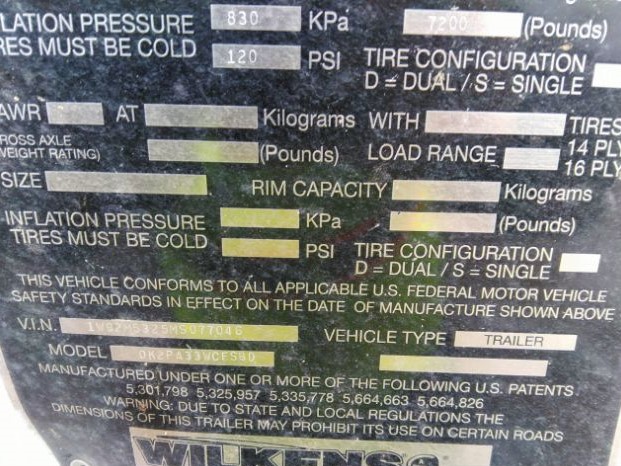 FLATION PRESSURE 830 KPa 7200 (Pounds)
TIRES MUST BE COLD 120 PSI TIRE CONFIGURATION
D = DUAL / S = SINGLE
AWR AT Kilograms WITH TIRES
ROSS AXLE
WEIGHT RATING) (Pounds) LOAD RANGE 14 PLY
16 PLY
SIZE RIM CAPACITY Kilograms
INFLATION PRESSURE KPa (Pounds)
TIRES MUST BE COLD PSI TIRE CONFIGURATION
D = DUAL / S = SINGLE
THIS VEHICLE CONFORMS TO ALL APPLICABLE U.S. FEDERAL MOTOR VEHICLE
SAFETY STANDARDS IN EFFECT ON THE DATE OF MANUFACTURE SHOWN ABOVE
V.I.N. VEHICLE TYPE TRAILER
MODEL
MANUFACTURED UNDER ONE OR MORE OF THE FOLLOWING U.S. PATENTS
5,301,798 5,325,957 5,335,778 5,664,663 5,664,826
WARNING: DUE TO STATE AND LOCAL REGULATIONS THE
DIMENSIONS OF THIS TRAILER MAY PROHIBIT ITS USE ON CERTAIN ROADS
WILKENS